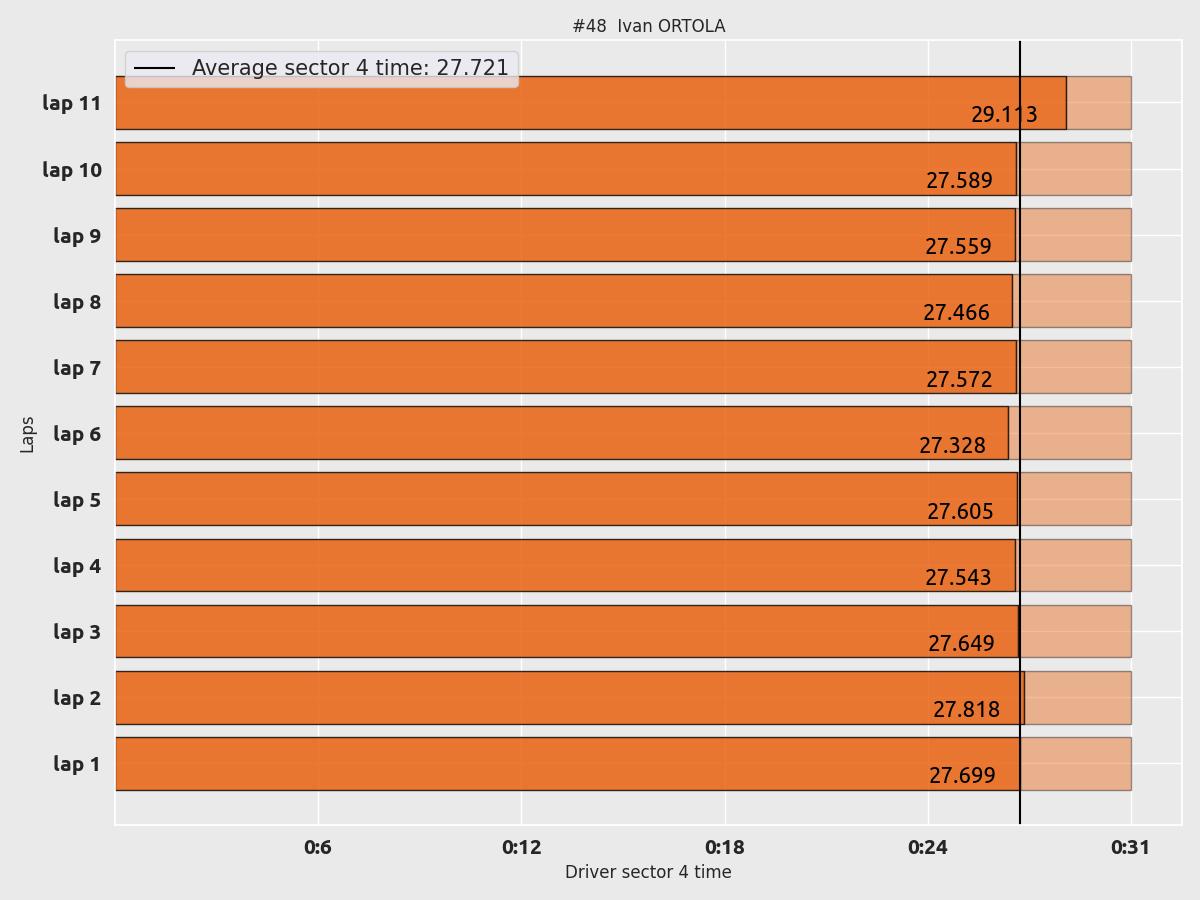 #48  Ivan ORTOLA
Average sector 4 time: 27.721
lap 11
29.113
lap 10
27.589
lap 9
27.559
lap 8
27.466
lap 7
27.572
lap 6
27.328
lap 5
27.605
lap 4
27.543
lap 3
27.649
lap 2
27.818
lap 1
27.699
Laps
0:6 0:12 0:18 0:24 0:31
Driver sector 4 time